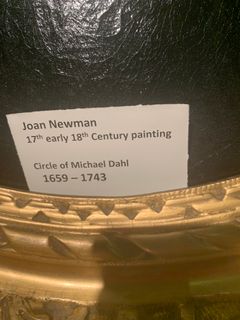 Joan Newman
17th early 18th Century painting
Circle of Michael Dahl
1659 – 1743